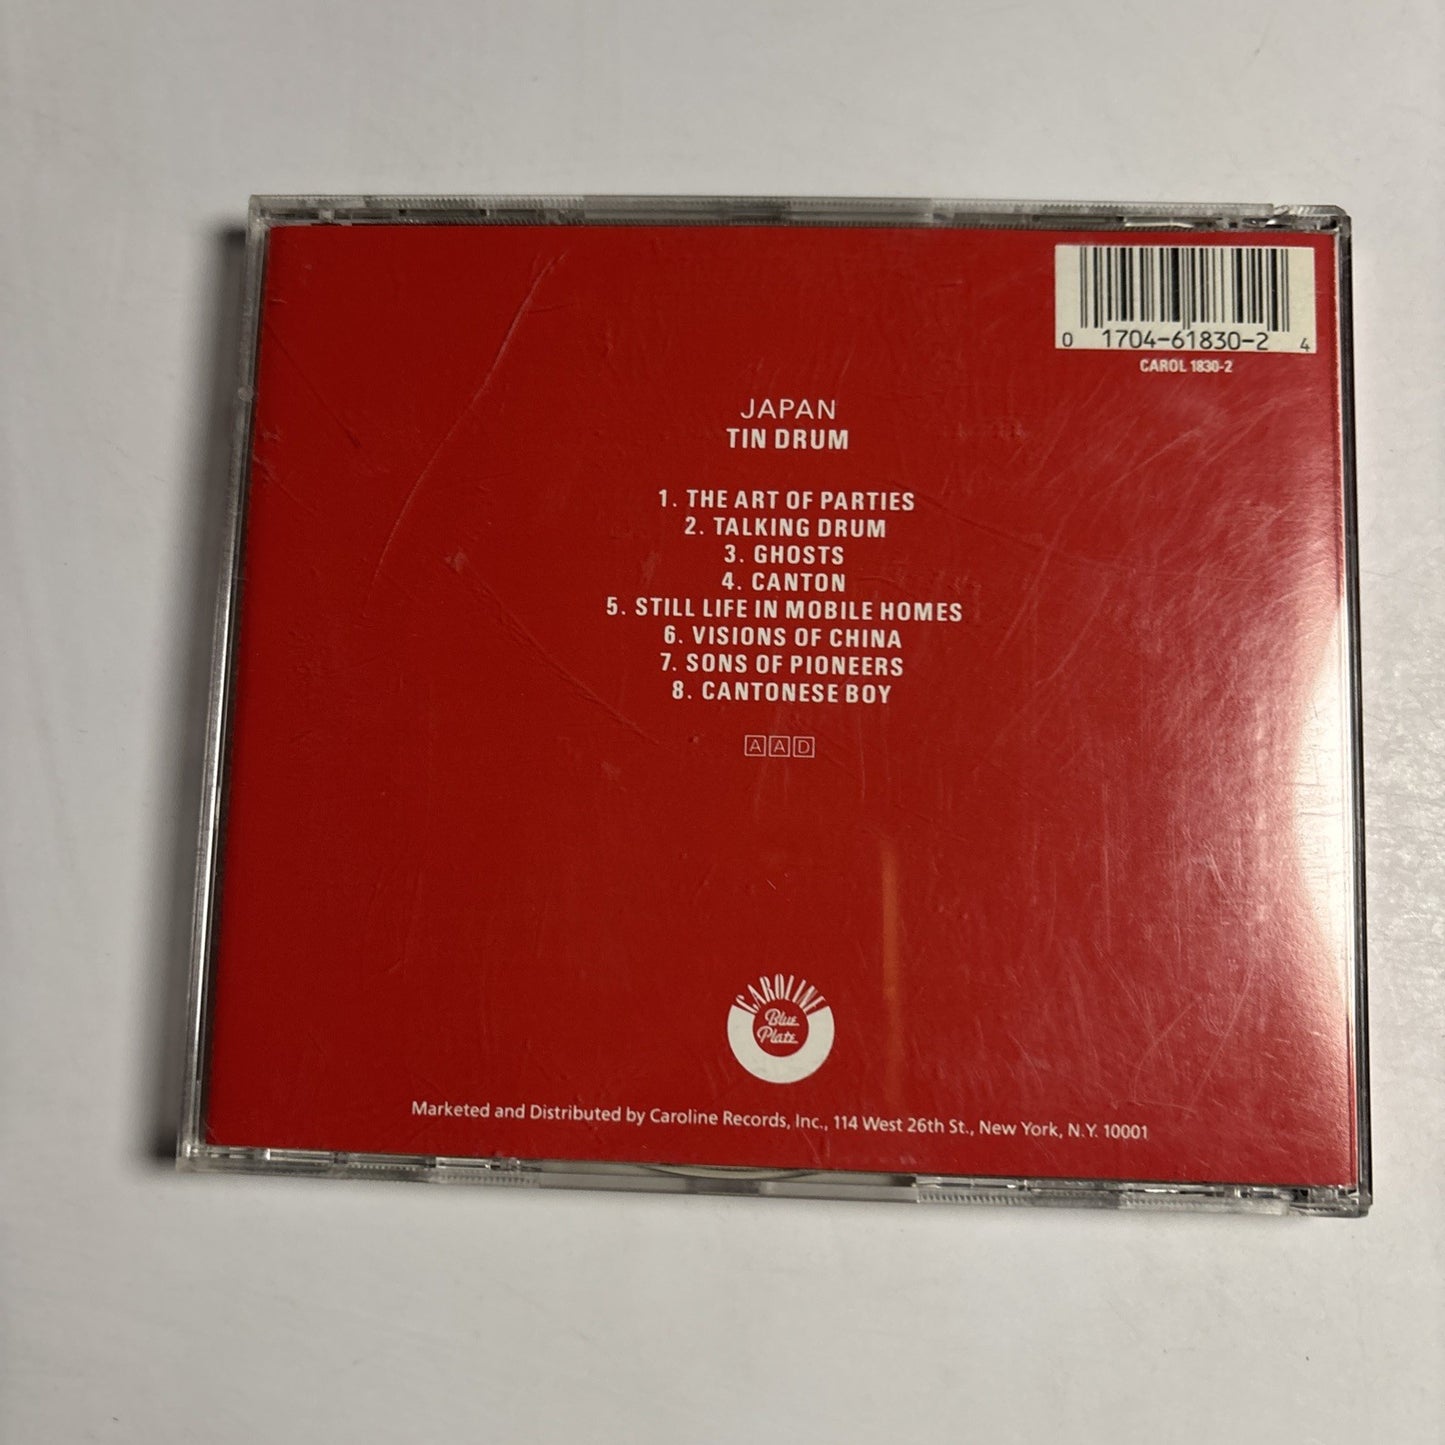 0 1704-61830-2 4
CAROL 1830-2
JAPAN
TIN DRUM
1. THE ART OF PARTIES
2. TALKING DRUM
3. GHOSTS
4. CANTON
5. STILL LIFE IN MOBILE HOMES
6. VISIONS OF CHINA
7. SONS OF PIONEERS
8. CANTONESE BOY
AAD
CAROLINE
Blue
Plate
Marketed and Distributed by Caroline Records, Inc., 114 West 26th St., New York, N.Y. 10001